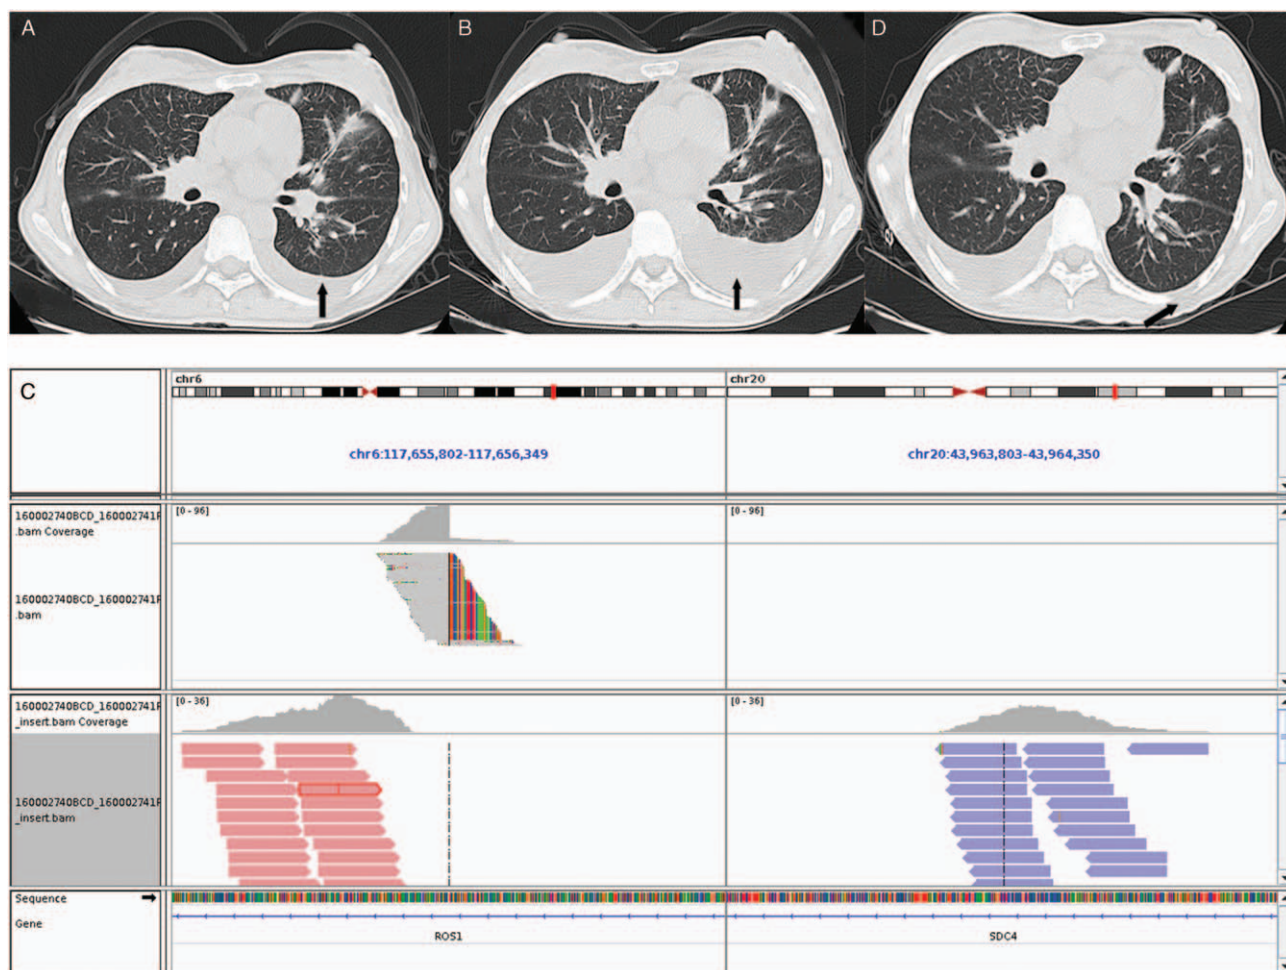 A
B
D
C
chr6
chr20
chr6:117,655,802-117,656,349
chr20:43,963,803-43,964,350
160002740BCD_160002741F
.bam Coverage
[0 - 96]
[0 - 96]
160002740BCD_160002741F
.bam
160002740BCD_160002741F
_insert.bam Coverage
[0 - 36]
[0 - 36]
160002740BCD_160002741F
_insert.bam
Sequence
Gene
ROS1
SDC4